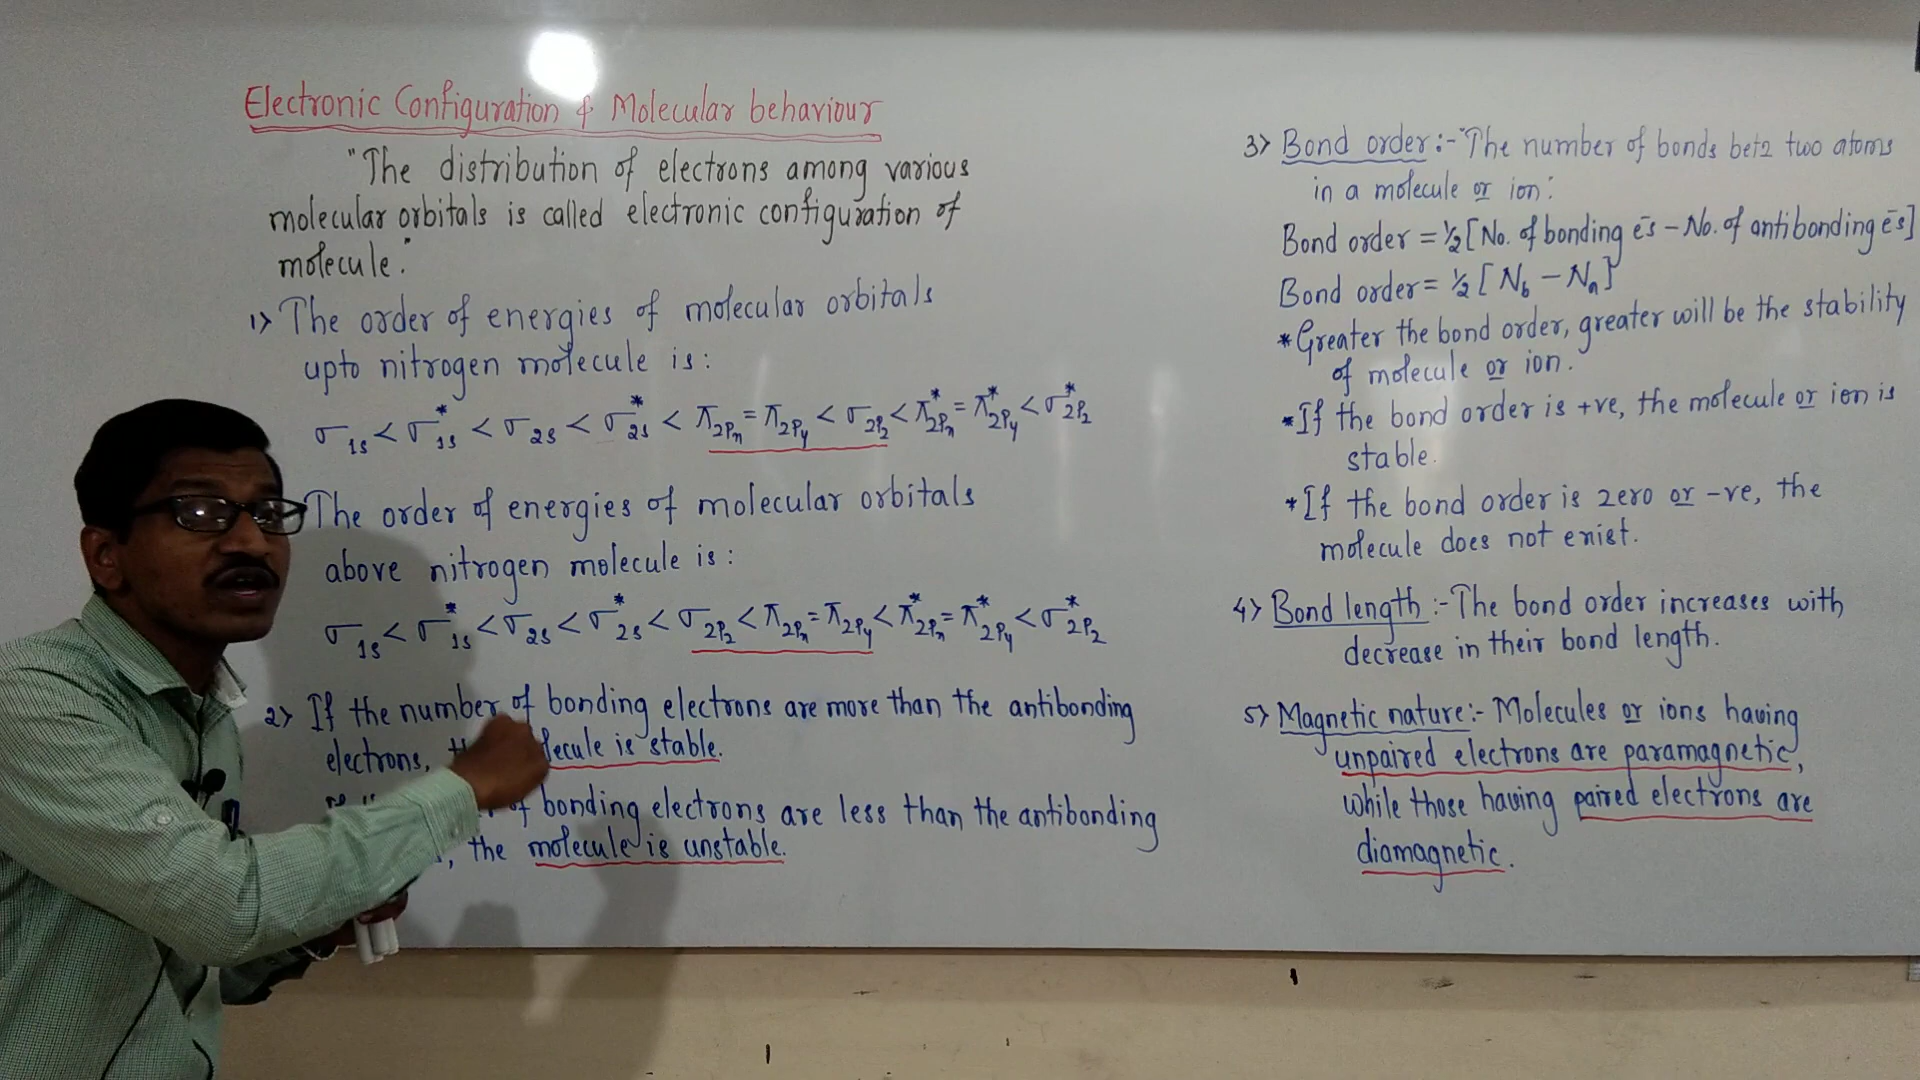 Electronic Configuration & Molecular behaviour
"The distribution of electrons among various
molecular orbitals is called electronic configuration of
molecule."
1> The order of energies of molecular orbitals
upto nitrogen molecule is:
σ1s < σ*1s < σ2s < σ*2s < π2px = π2py < σ2pz < π*2px = π*2py < σ*2pz
The order of energies of molecular orbitals
above nitrogen molecule is:
σ1s < σ*1s < σ2s < σ*2s < σ2pz < π2px = π2py < π*2px = π*2py < σ*2pz
2> If the number of bonding electrons are more than the antibonding
electrons, molecule is stable.
of bonding electrons are less than the antibonding
, the molecule is unstable.
3> Bond order :- "The number of bonds betz two atoms
in a molecule or ion."
Bond order = ½ [No. of bonding ēs – No. of antibonding ēs]
Bond order = ½ [Nb – Na]
* Greater the bond order, greater will be the stability
of molecule or ion.
* If the bond order is +ve, the molecule or ion is
stable.
* If the bond order is zero or -ve, the
molecule does not exist.
4> Bond length :- The bond order increases with
decrease in their bond length.
5> Magnetic nature :- Molecules or ions having
unpaired electrons are paramagnetic,
while those having paired electrons are
diamagnetic.